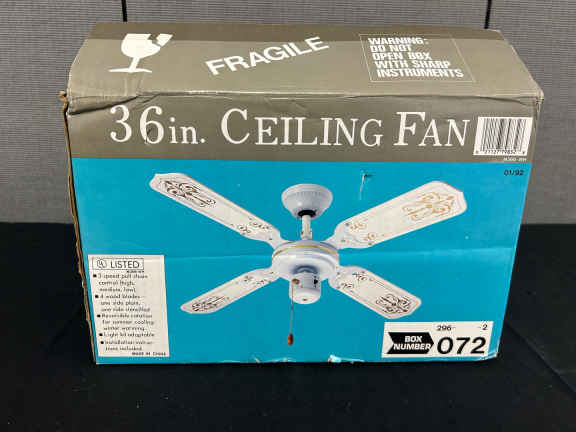 FRAGILE
WARNING:
DO NOT
OPEN BOX
WITH SHARP
INSTRUMENTS
36in. CEILING FAN
01/92
UL LISTED
3 speed pull chain
control (high,
medium, low).
4 wood blades-
one side plain,
one side stencilled
Reversible rotation
for summer cooling
winter warming.
Light kit adaptable
Installation instruc-
tions included
MADE IN CHINA
296- -2
BOX
NUMBER 072